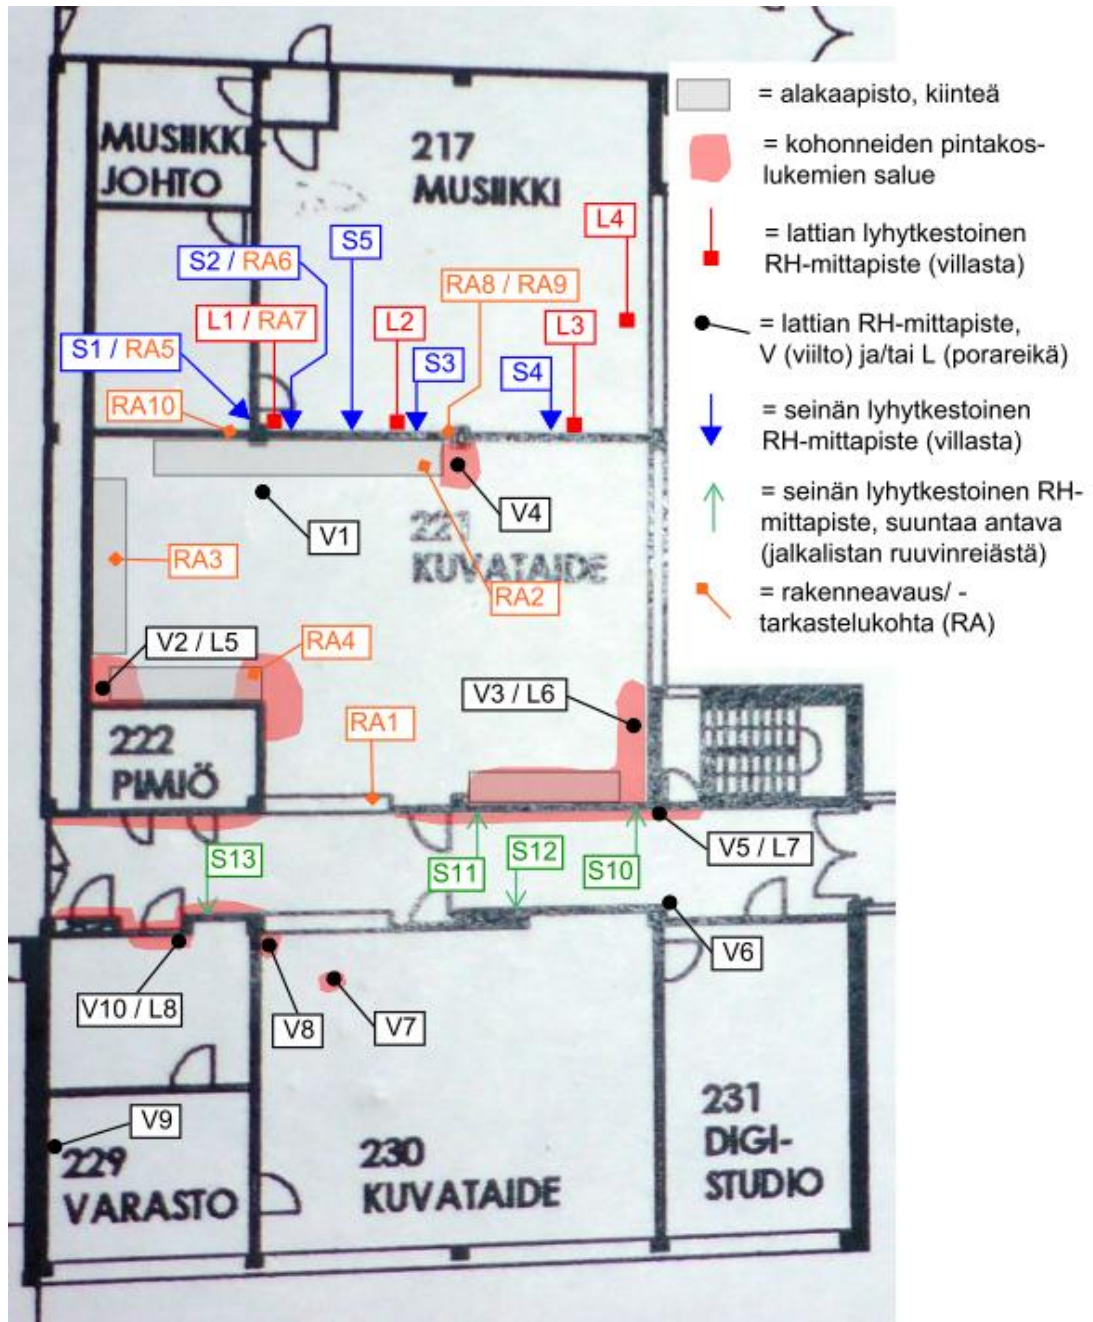 MUSIIKKI-
JOHTO
217
MUSIIKKI
= alakaapisto, kiinteä
= kohonneiden pintakos-
lukemien salue
= lattian lyhytkestoinen
RH-mittapiste (villasta)
= lattian RH-mittapiste,
V (viilto) ja/tai L (porareikä)
= seinän lyhytkestoinen
RH-mittapiste (villasta)
= seinän lyhytkestoinen RH-
mittapiste, suuntaa antava
(jalkalistan ruuvinreiästä)
= rakenneavaus/ -
tarkastelukohta (RA)
L4
S5
S2 / RA6
RA8 / RA9
L1 / RA7
L2
L3
S1 / RA5
S3
S4
RA10
V1
V4
221
KUVATAIDE
RA3
RA2
V2 / L5
RA4
V3 / L6
RA1
222
PIMIÖ
S13
S11
S12
S10
V5 / L7
V6
V10 / L8
V8
V7
V9
229
VARASTO
230
KUVATAIDE
231
DIGI-
STUDIO